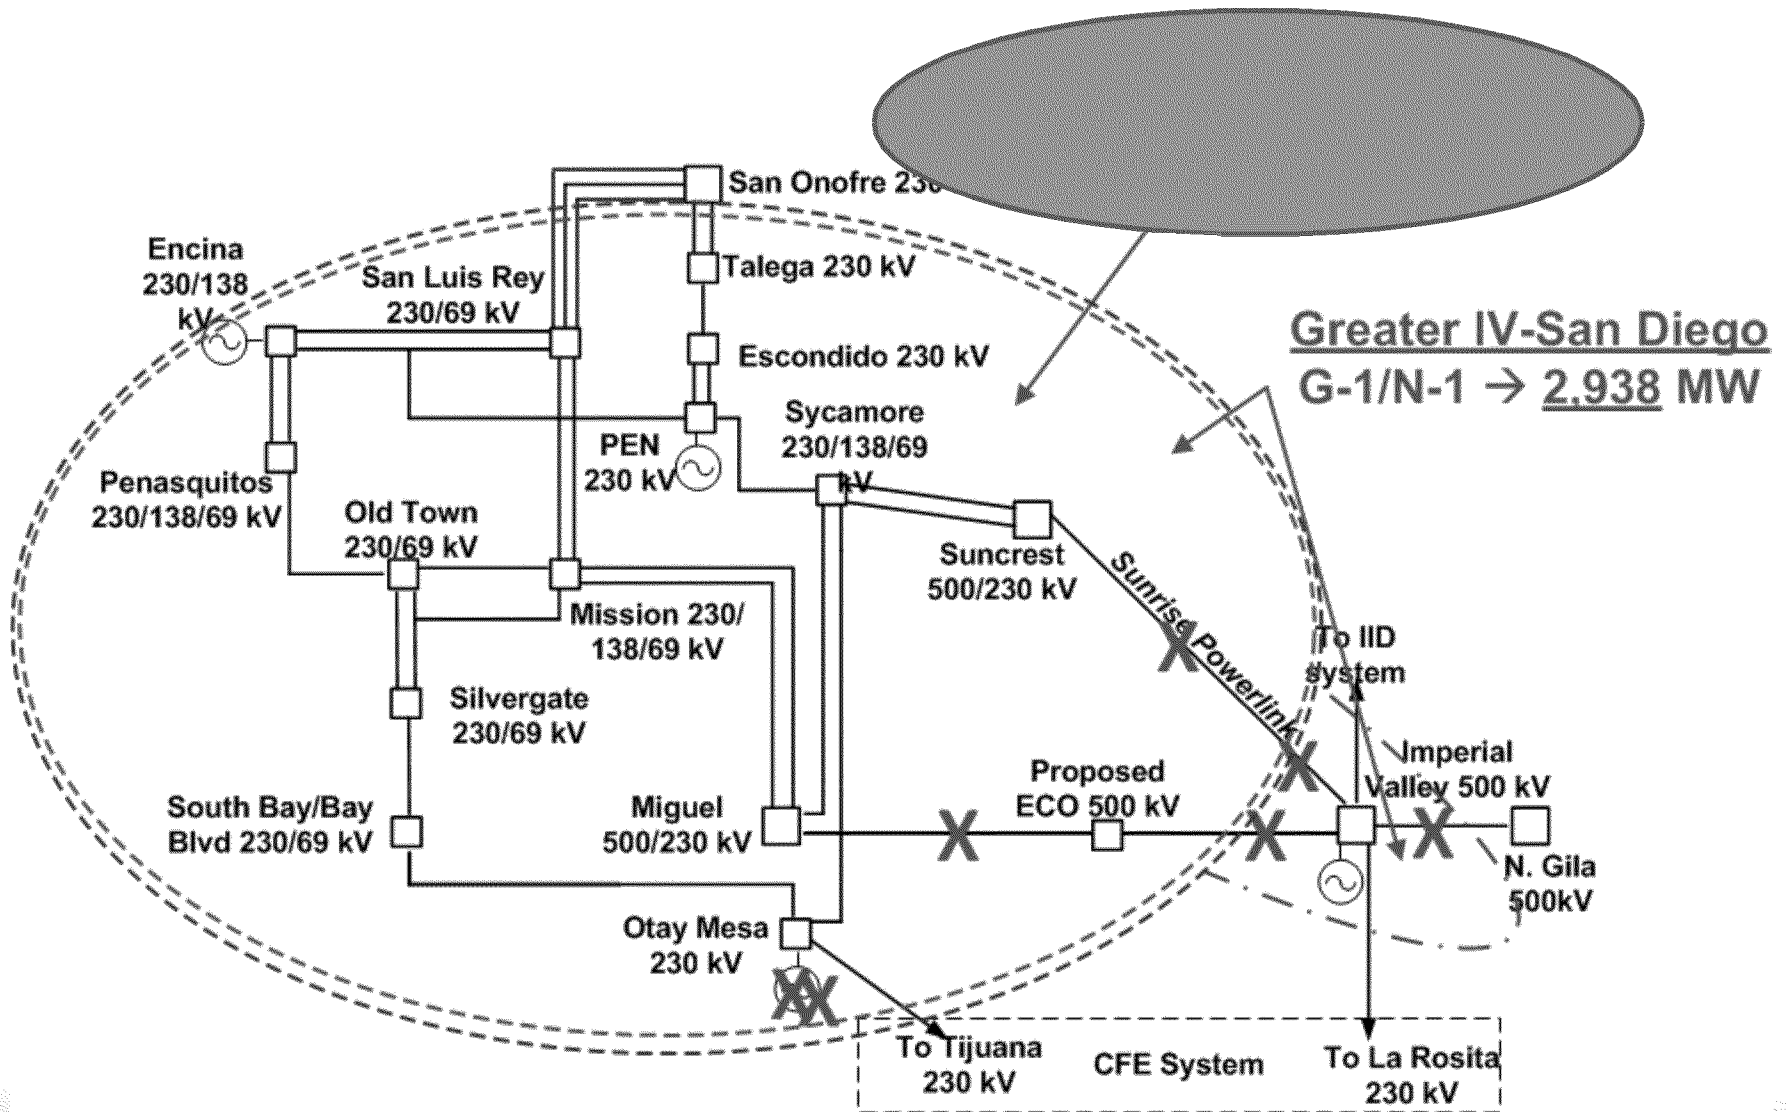 San Onofre 230
Encina
230/138
kV
San Luis Rey
230/69 kV
Talega 230 kV
Greater IV-San Diego
G-1/N-1 → 2,938 MW
Escondido 230 kV
Sycamore
230/138/69
kV
PEN
230 kV
Penasquitos
230/138/69 kV
Old Town
230/69 kV
Suncrest
500/230 kV
Sunrise Powerlink
Mission 230/
138/69 kV
To IID
system
X
Silvergate
230/69 kV
Imperial
Valley 500 kV
X
Proposed
ECO 500 kV
South Bay/Bay
Blvd 230/69 kV
Miguel
500/230 kV
X
X
X
N. Gila
500kV
Otay Mesa
230 kV
XX
To Tijuana
230 kV
CFE System
To La Rosita
230 kV